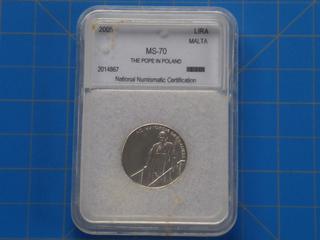 2005 LIRA
MALTA
MS-70
THE POPE IN POLAND
2014867
National Numismatic Certification